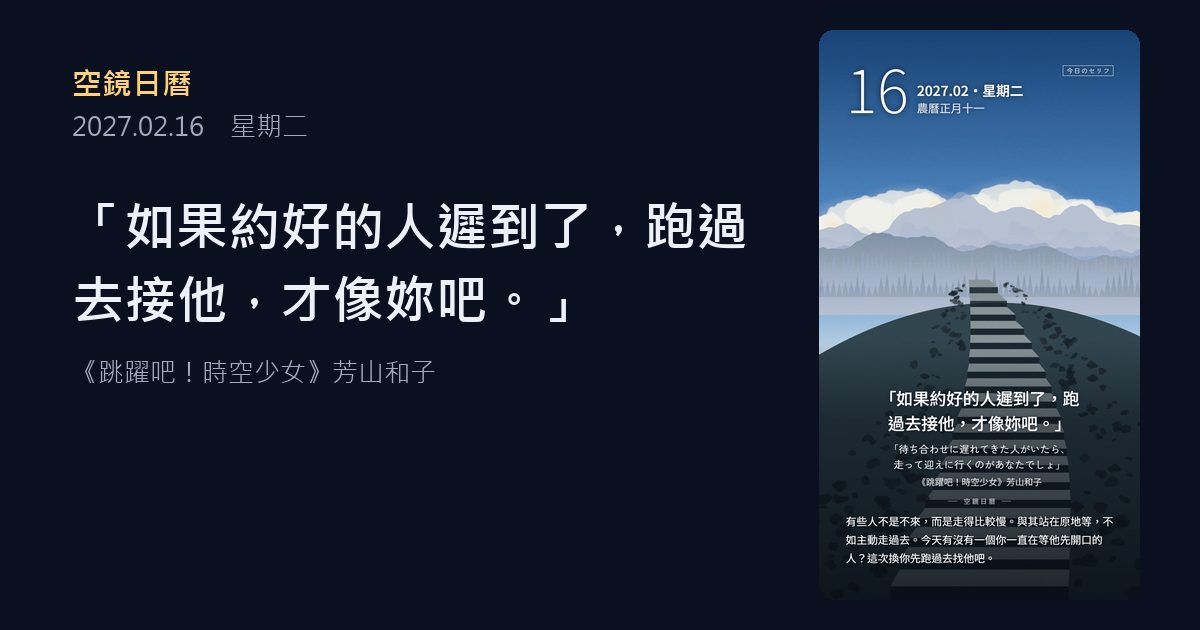 空鏡日曆
2027.02.16　星期二
「如果約好的人遲到了，跑過
去接他，才像妳吧。」
《跳躍吧！時空少女》芳山和子
16
2027.02・星期二
農曆正月十一
今日のセリフ
「如果約好的人遲到了，跑
過去接他，才像妳吧。」
「待ち合わせに遅れてきた人がいたら、
走って迎えに行くのがあなたでしょ」
《跳躍吧！時空少女》芳山和子
— 空鏡日曆 —
有些人不是不來，而是走得比較慢。與其站在原地等，不
如主動走過去。今天有沒有一個你一直在等他先開口的
人？這次換你先跑過去找他吧。